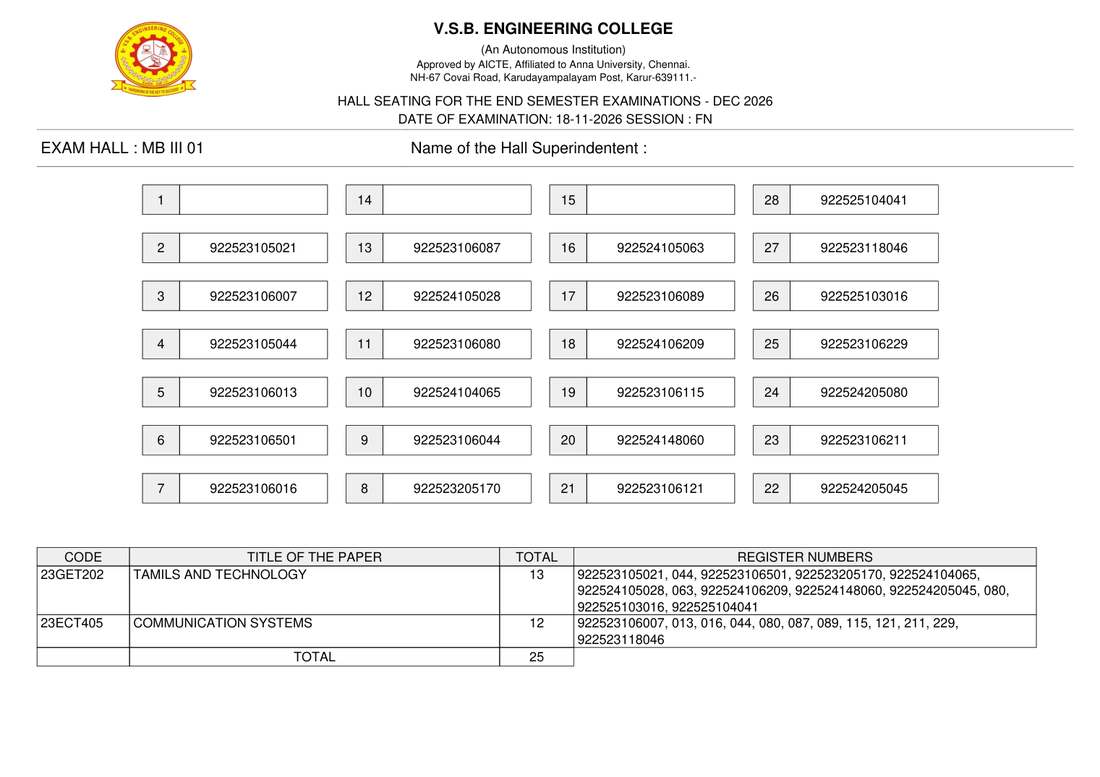 V.S.B. ENGINEERING COLLEGE
(An Autonomous Institution)
Approved by AICTE, Affiliated to Anna University, Chennai.
NH-67 Covai Road, Karudayampalayam Post, Karur-639111.-
HALL SEATING FOR THE END SEMESTER EXAMINATIONS - DEC 2026
DATE OF EXAMINATION: 18-11-2026 SESSION : FN
EXAM HALL : MB III 01 Name of the Hall Superindentent :
1 14 15 28 922525104041
2 922523105021 13 922523106087 16 922524105063 27 922523118046
3 922523106007 12 922524105028 17 922523106089 26 922525103016
4 922523105044 11 922523106080 18 922524106209 25 922523106229
5 922523106013 10 922524104065 19 922523106115 24 922524205080
6 922523106501 9 922523106044 20 922524148060 23 922523106211
7 922523106016 8 922523205170 21 922523106121 22 922524205045
CODE TITLE OF THE PAPER TOTAL REGISTER NUMBERS
23GET202 TAMILS AND TECHNOLOGY 13 922523105021, 044, 922523106501, 922523205170, 922524104065,
922524105028, 063, 922524106209, 922524148060, 922524205045, 080,
922525103016, 922525104041
23ECT405 COMMUNICATION SYSTEMS 12 922523106007, 013, 016, 044, 080, 087, 089, 115, 121, 211, 229,
922523118046
TOTAL 25